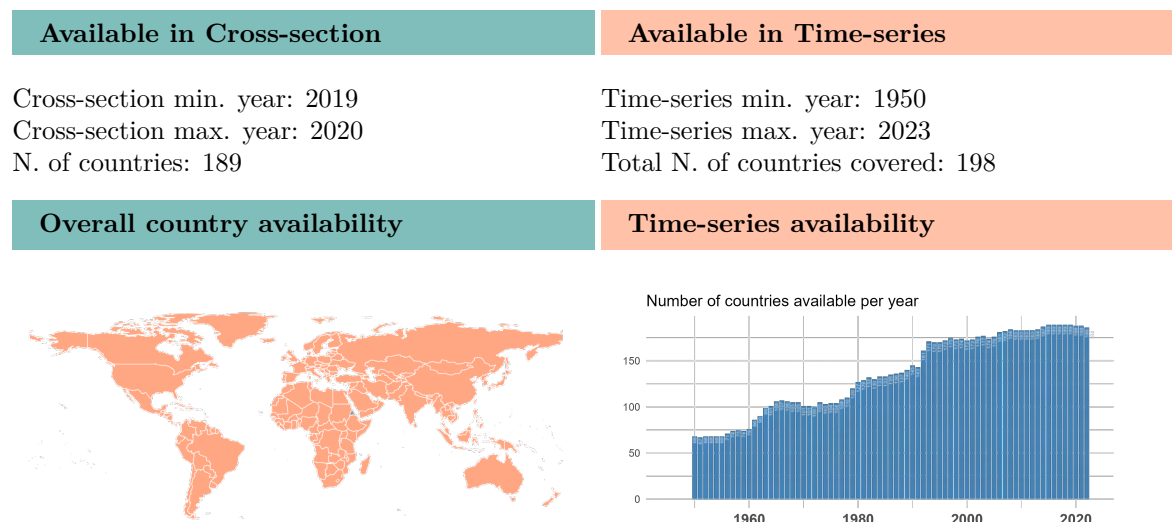 Available in Cross-section
Available in Time-series
Cross-section min. year: 2019
Cross-section max. year: 2020
N. of countries: 189
Time-series min. year: 1950
Time-series max. year: 2023
Total N. of countries covered: 198
Overall country availability
Time-series availability
Number of countries available per year
150
100
50
0
1960
1980
2000
2020